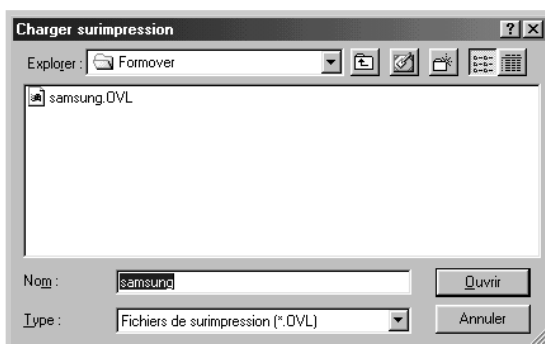 Charger surimpression
Explorer : Formover
samsung.OVL
Nom : samsung Ouvrir
Type : Fichiers de surimpression (*.OVL) Annuler